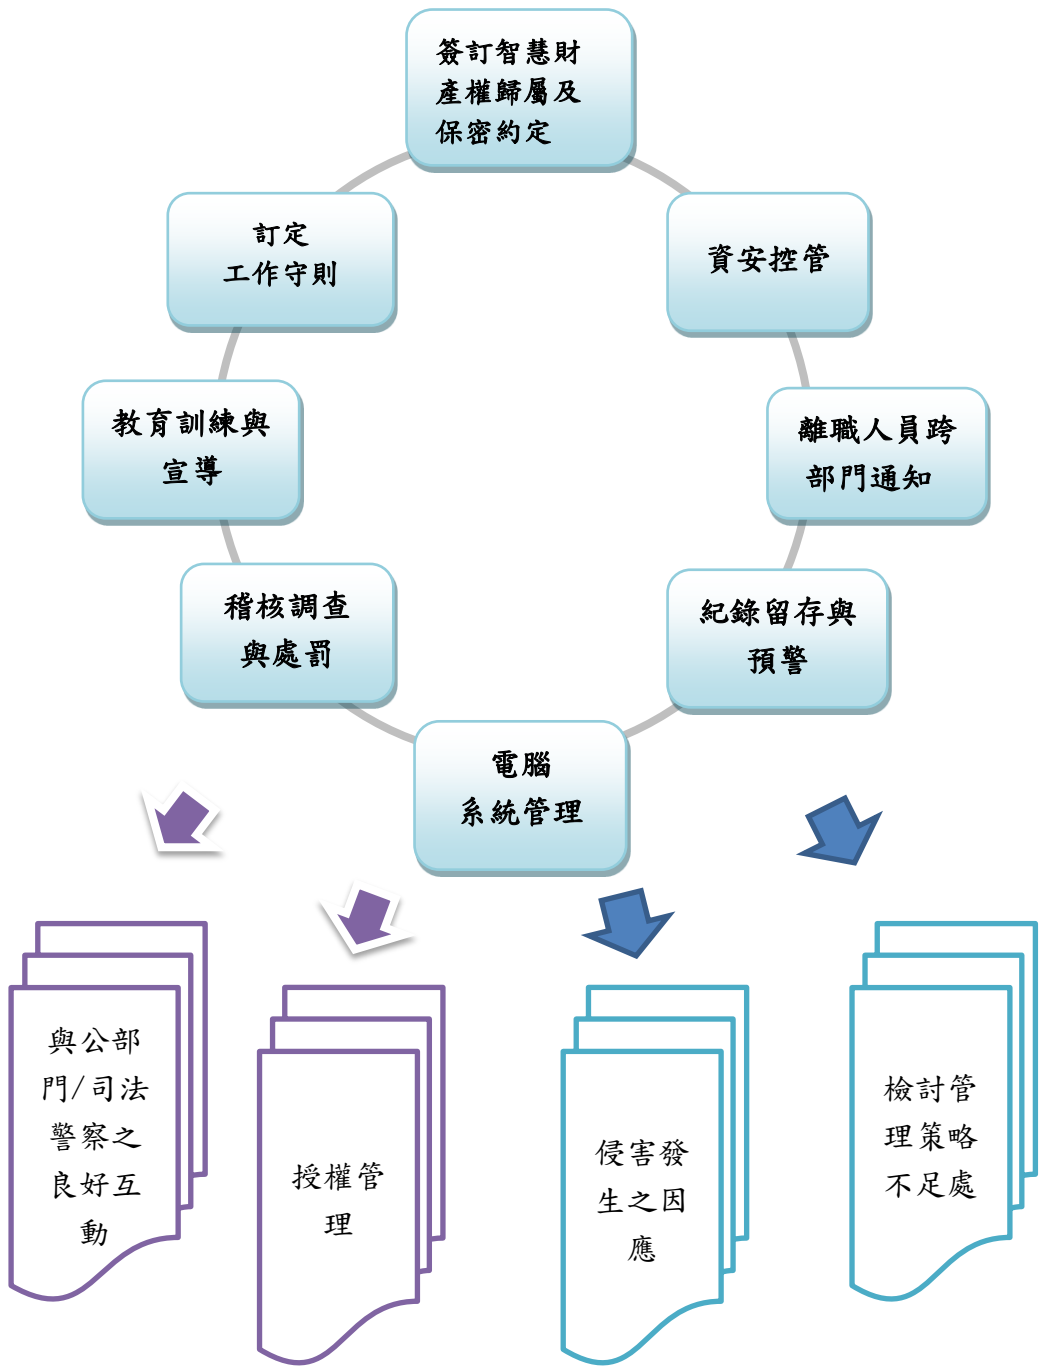 簽訂智慧財
產權歸屬及
保密約定
訂定
工作守則
資安控管
教育訓練與
宣導
離職人員跨
部門通知
稽核調查
與處罰
紀錄留存與
預警
電腦
系統管理
與公部
門/司法
警察之
良好互
動
授權管
理
侵害發
生之因
應
檢討管
理策略
不足處